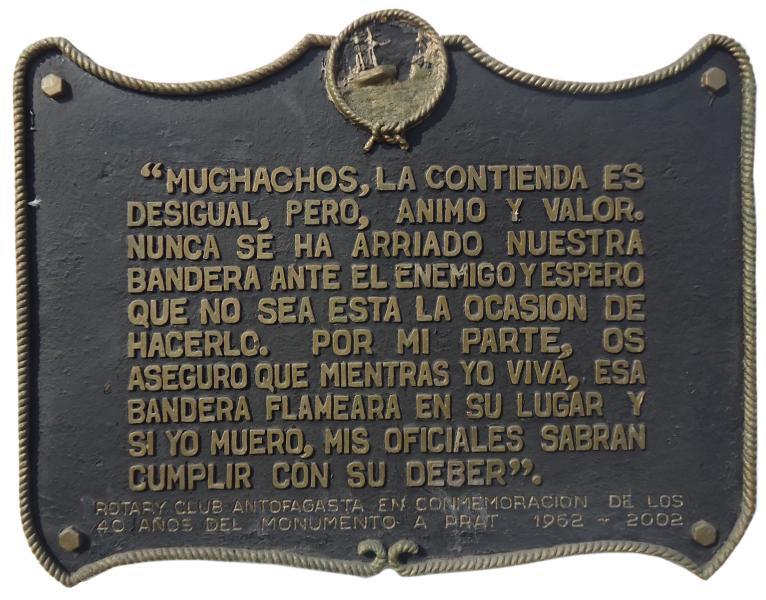 “MUCHACHOS, LA CONTIENDA ES
DESIGUAL, PERO, ANIMO Y VALOR.
NUNCA SE HA ARRIADO NUESTRA
BANDERA ANTE EL ENEMIGO Y ESPERO
QUE NO SEA ESTA LA OCASION DE
HACERLO. POR MI PARTE, OS
ASEGURO QUE MIENTRAS YO VIVA, ESA
BANDERA FLAMEARA EN SU LUGAR Y
SI YO MUERO, MIS OFICIALES SABRAN
CUMPLIR CON SU DEBER”.
ROTARY CLUB ANTOFAGASTA EN CONMEMORACION DE LOS
40 AÑOS DEL MONUMENTO A PRAT 1962 - 2002